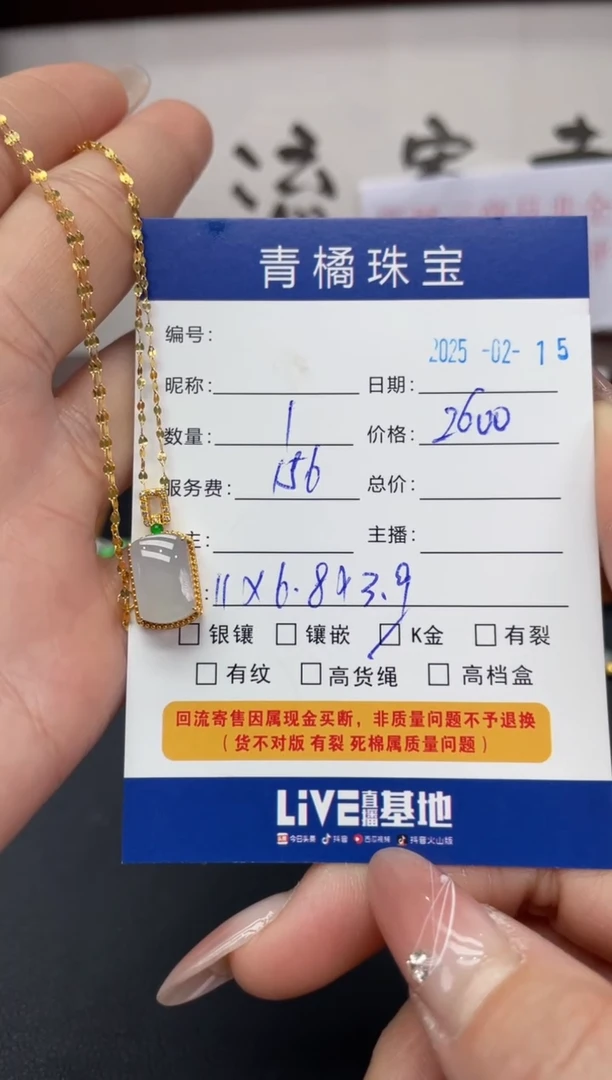 流客
青橘珠宝
编号：
2025-02-15
昵称： 日期：
数量： 1 价格： 2600
服务费： 156 总价：
主： 主播：
: 11×6.8×3.9
银镶 镶嵌 K金 有裂
有纹 高货绳 高档盒
回流寄售因属现金买断，非质量问题不予退换
（货不对版 有裂 死棉属质量问题）
LiVE直播基地
今日头条 抖音 西瓜视频 抖音火山版